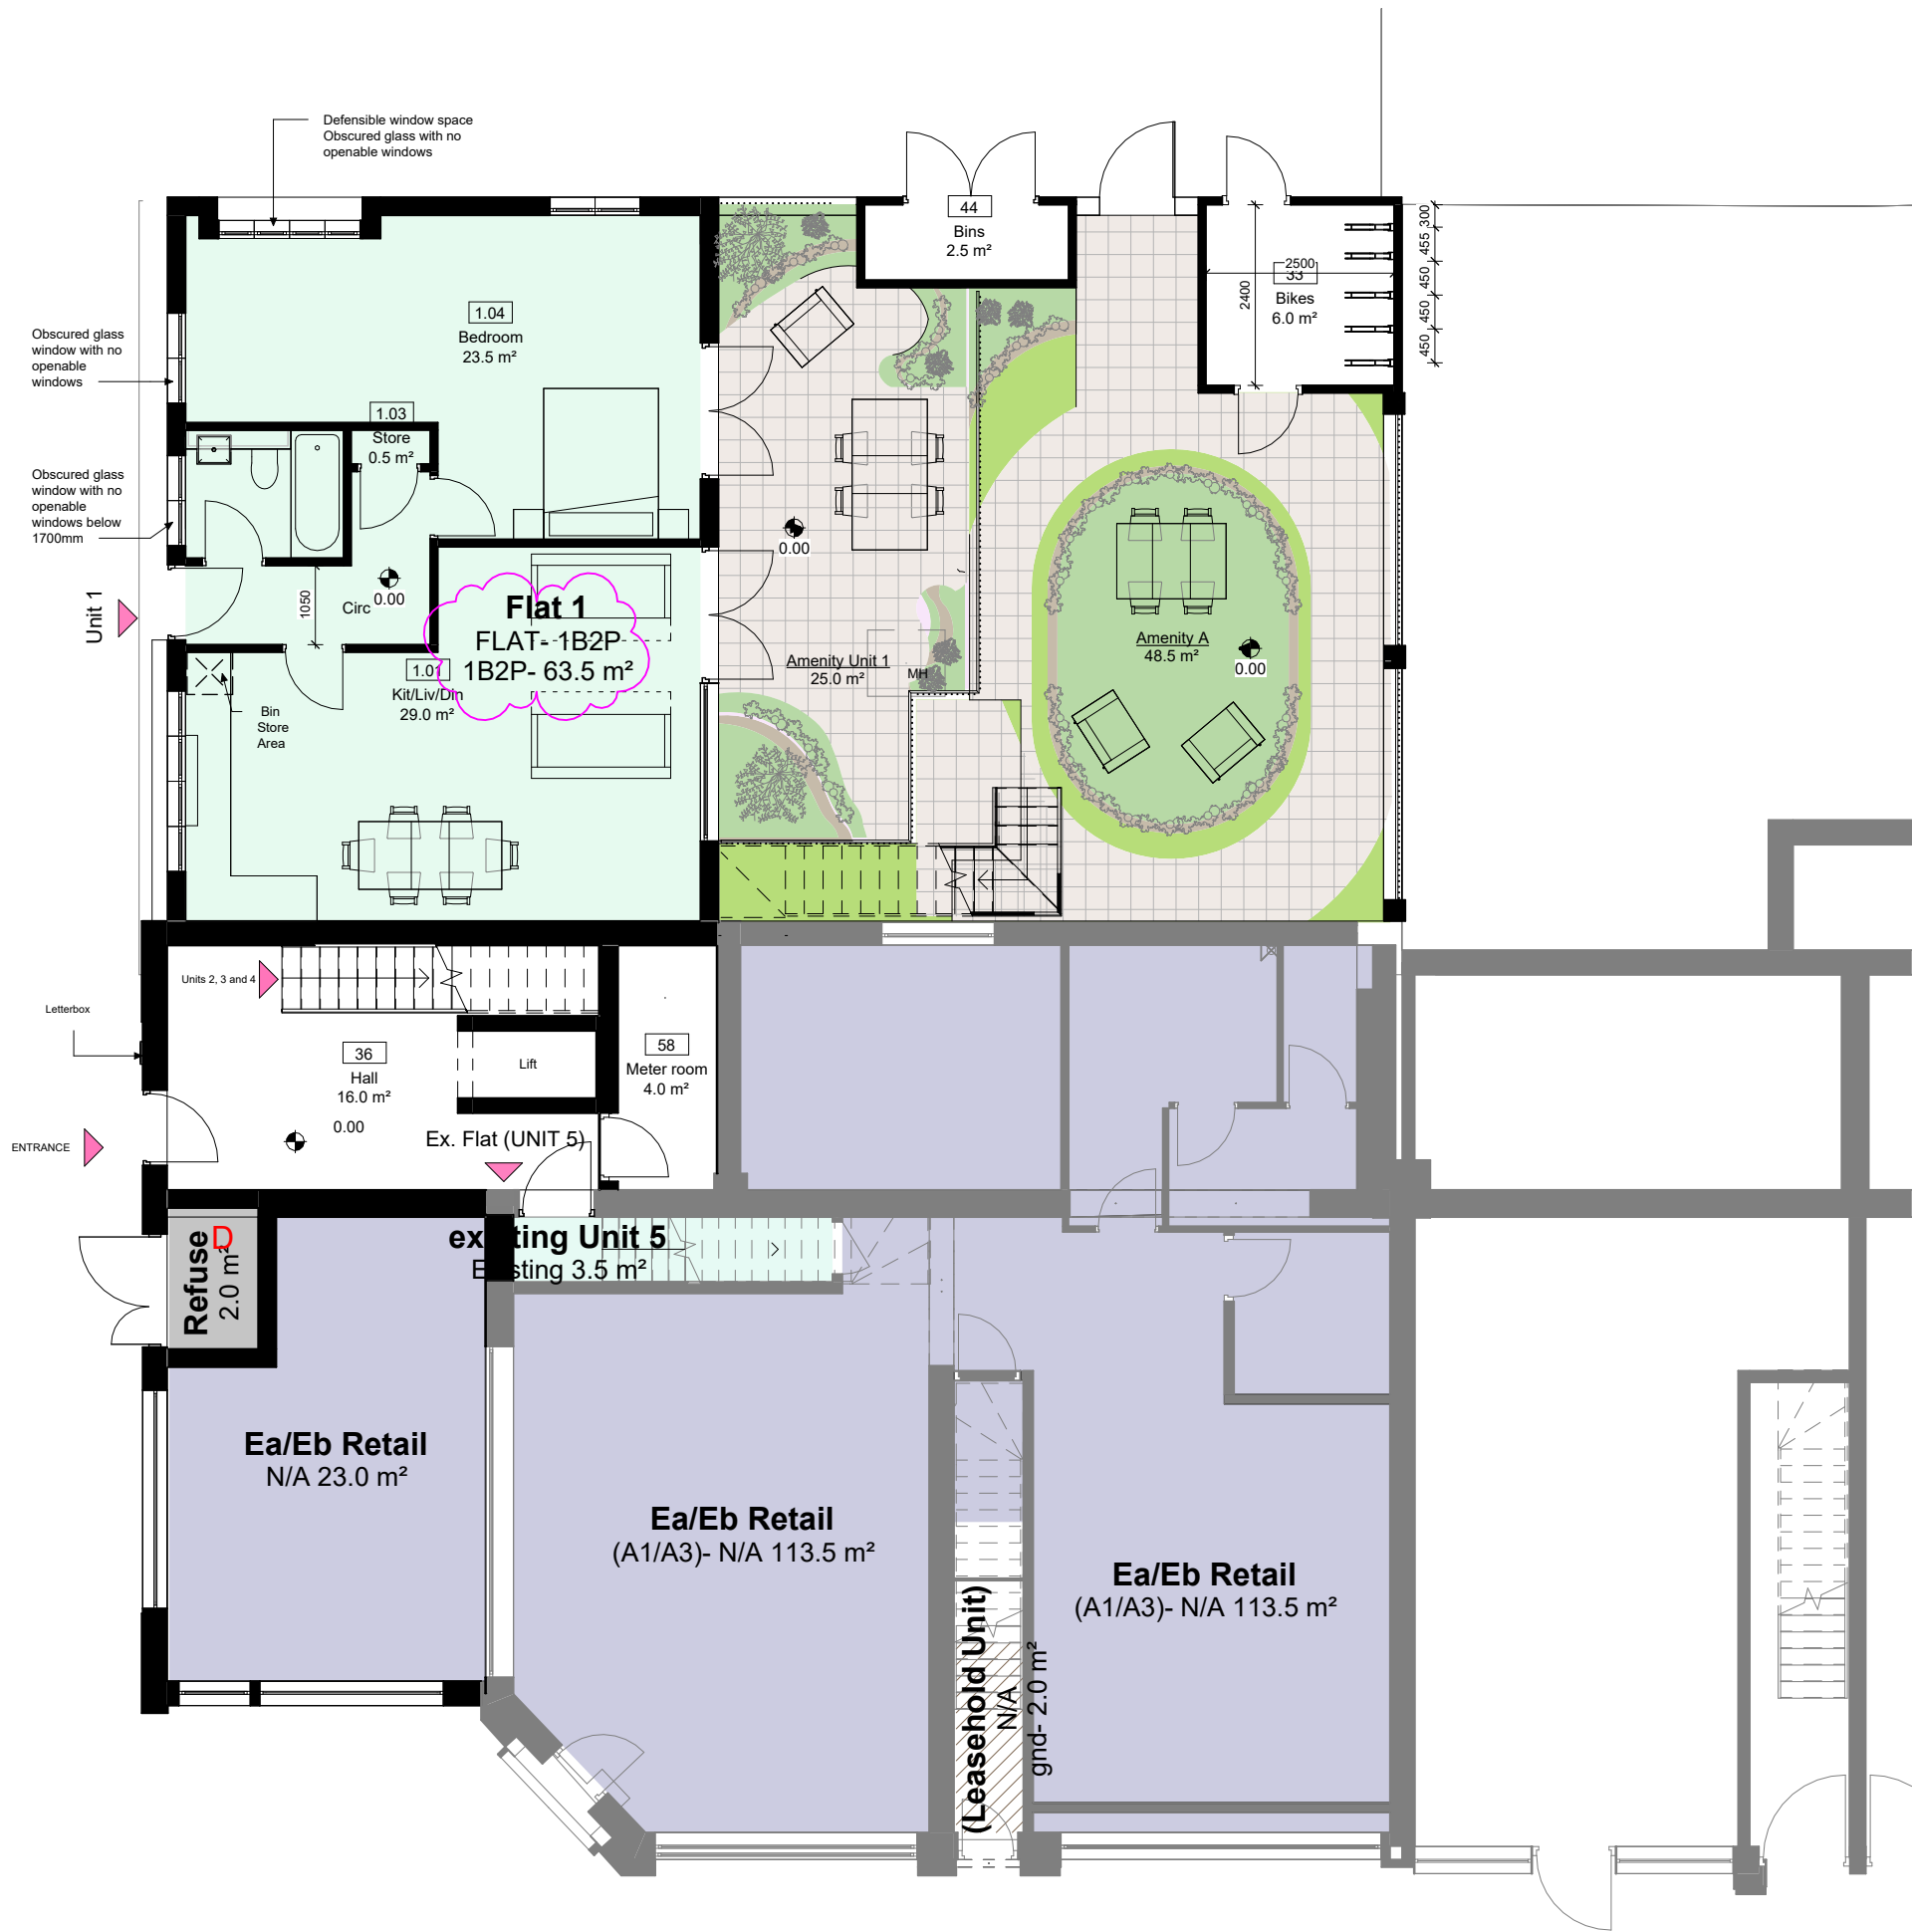 Defensible window space
Obscured glass with no
openable windows
44
Bins
2.5 m²
300
455
450
450
450
2500
33
Bikes
6.0 m²
2400
1.04
Bedroom
23.5 m²
Obscured glass
window with no
openable
windows
1.03
Store
0.5 m²
Obscured glass
window with no
openable
windows below
1700mm
0.00
Unit 1
1050
Circ
0.00
Flat 1
FLAT- 1B2P
1B2P- 63.5 m²
1.01
Kit/Liv/Din
29.0 m²
Bin
Store
Area
Amenity Unit 1
25.0 m²
MH
Amenity A
48.5 m²
0.00
Units 2, 3 and 4
Letterbox
36
Hall
16.0 m²
0.00
Lift
58
Meter room
4.0 m²
ENTRANCE
Ex. Flat (UNIT 5)
Refuse
2.0 m²
D
existing Unit 5
Existing 3.5 m²
Ea/Eb Retail
N/A 23.0 m²
Ea/Eb Retail
(A1/A3)- N/A 113.5 m²
(Leasehold Unit)
N/A
gnd- 2.0 m²
Ea/Eb Retail
(A1/A3)- N/A 113.5 m²